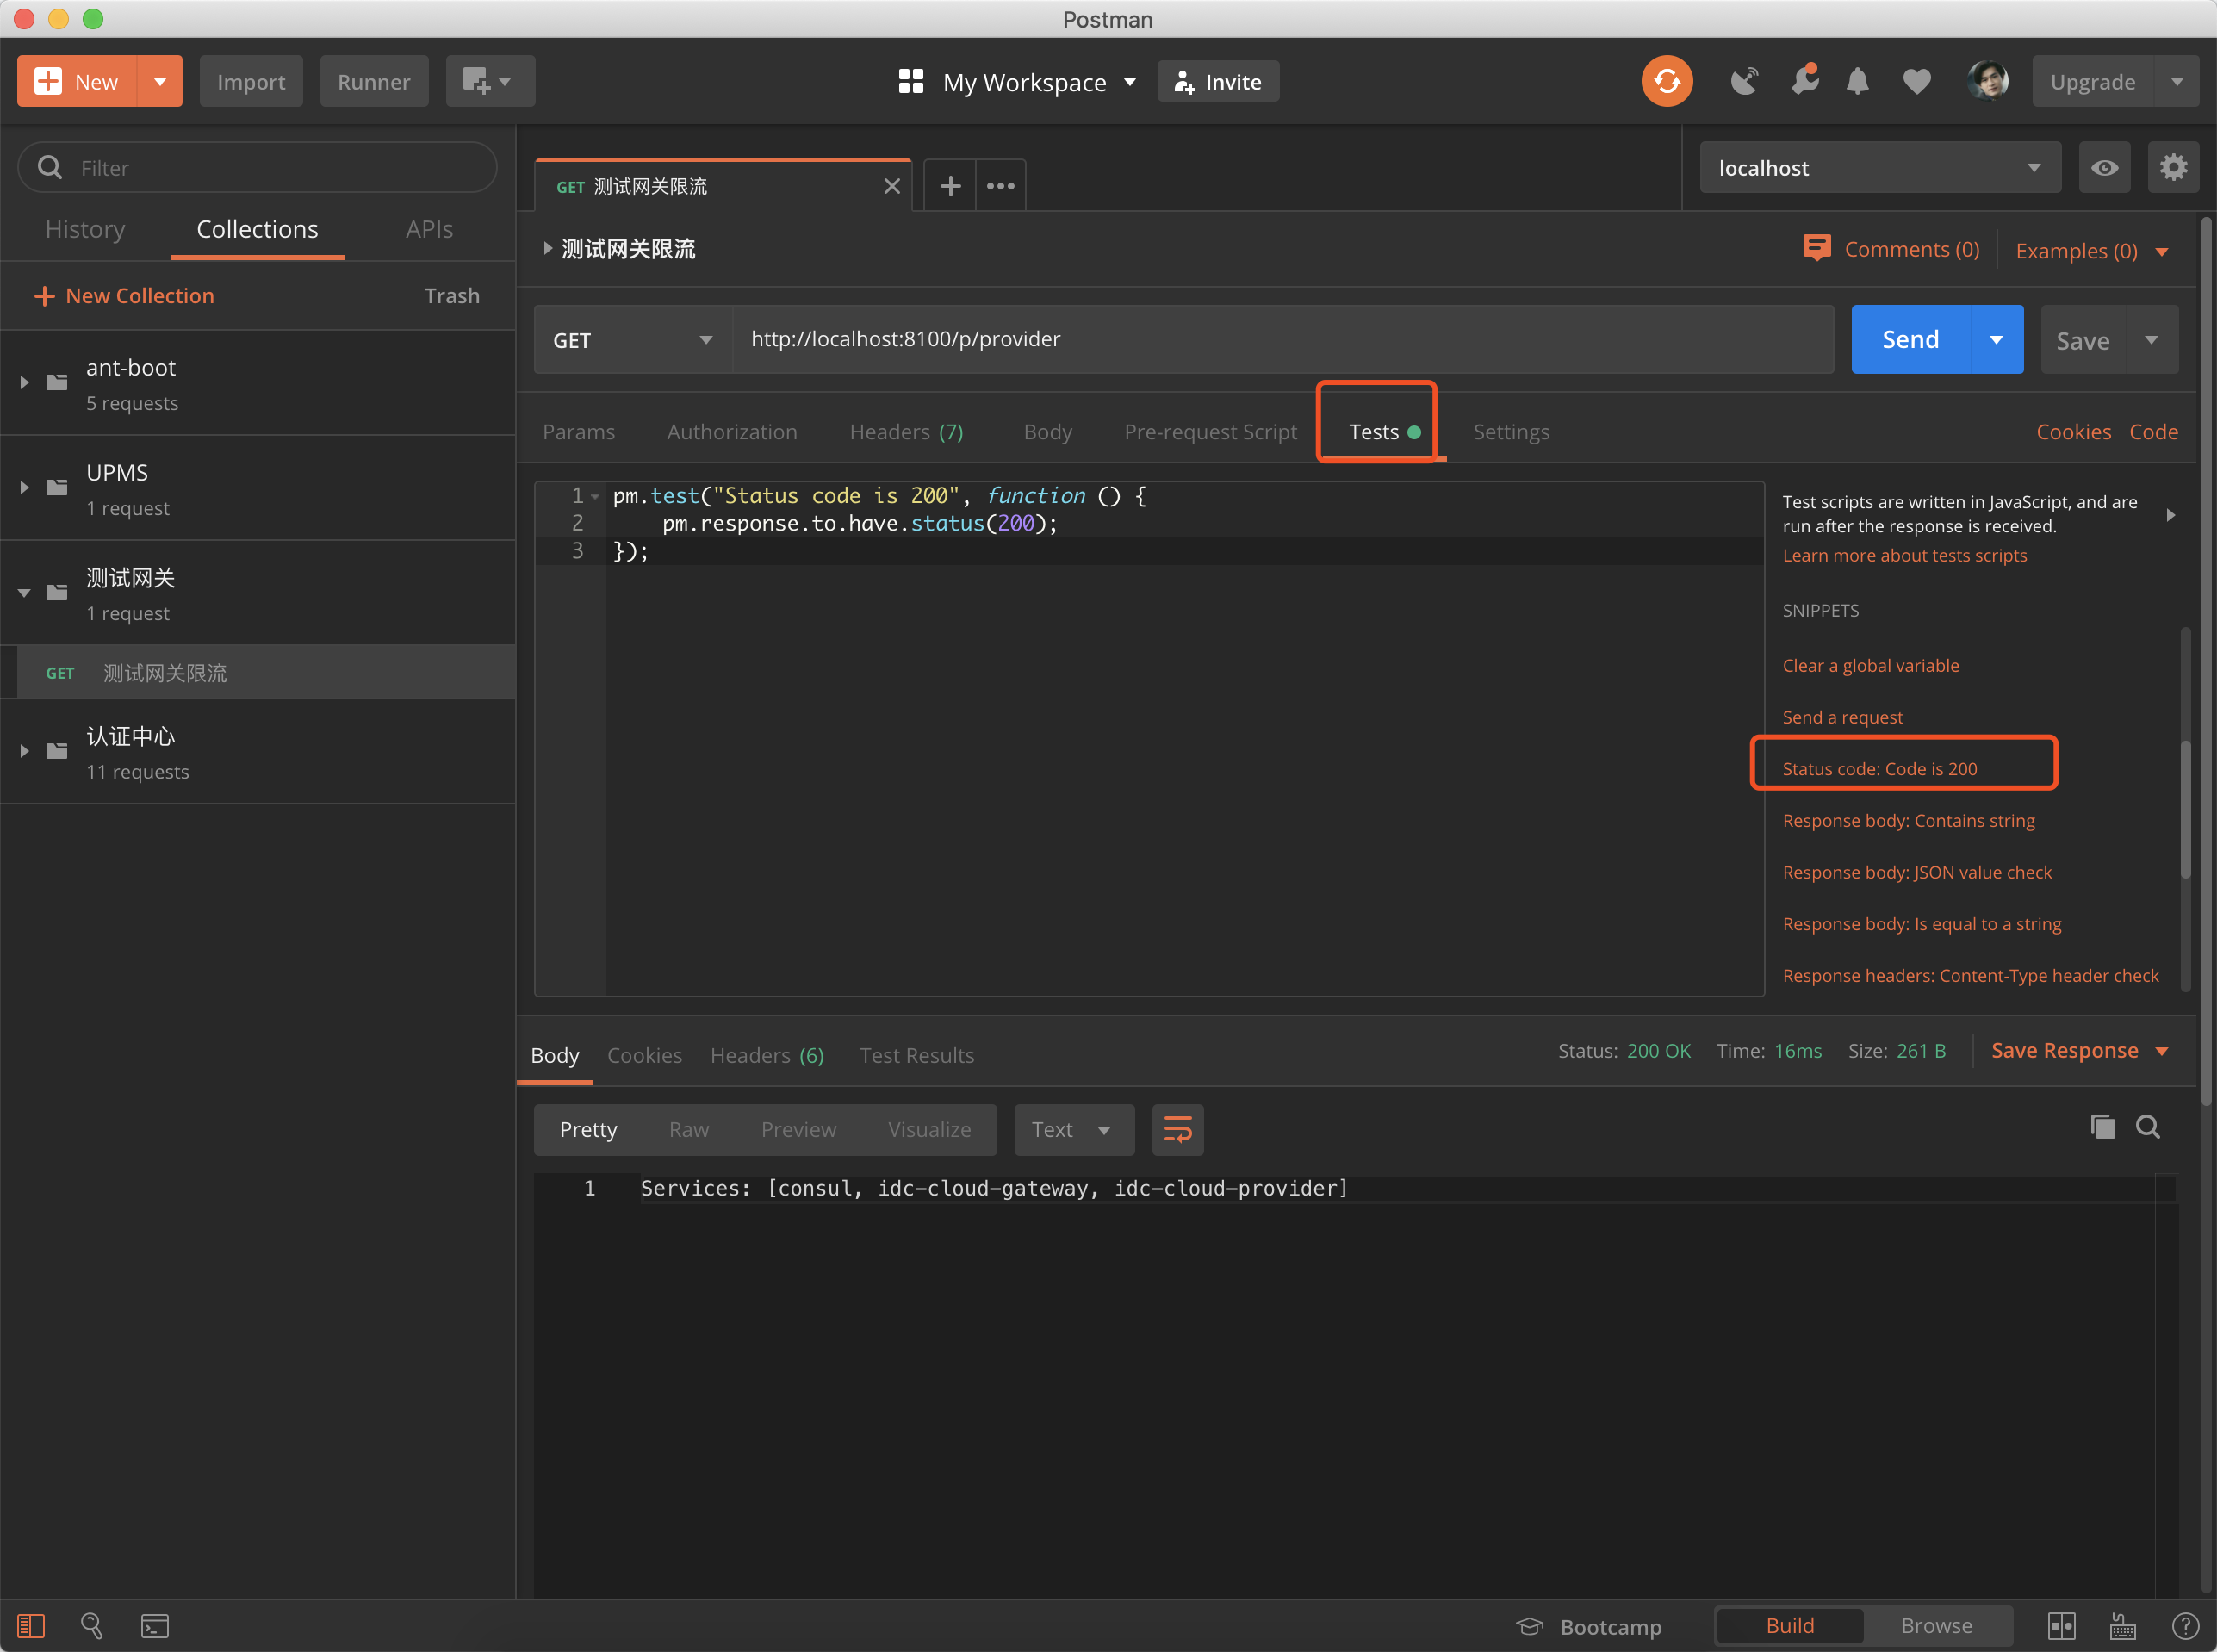 Postman
New
Import
Runner
My Workspace
Invite
Upgrade
Filter
GET 测试网关限流
localhost
History
Collections
APIs
测试网关限流
Comments (0)
Examples (0)
New Collection
Trash
GET
http://localhost:8100/p/provider
Send
Save
ant-boot
5 requests
Params
Authorization
Headers (7)
Body
Pre-request Script
Tests
Settings
Cookies
Code
UPMS
1 request
1 pm.test("Status code is 200", function () {
2 pm.response.to.have.status(200);
3 });
Test scripts are written in JavaScript, and are
run after the response is received.
Learn more about tests scripts
测试网关
1 request
SNIPPETS
GET 测试网关限流
Clear a global variable
Send a request
认证中心
11 requests
Status code: Code is 200
Response body: Contains string
Response body: JSON value check
Response body: Is equal to a string
Response headers: Content-Type header check
Body
Cookies
Headers (6)
Test Results
Status: 200 OK
Time: 16ms
Size: 261 B
Save Response
Pretty
Raw
Preview
Visualize
Text
1 Services: [consul, idc-cloud-gateway, idc-cloud-provider]
Bootcamp
Build
Browse